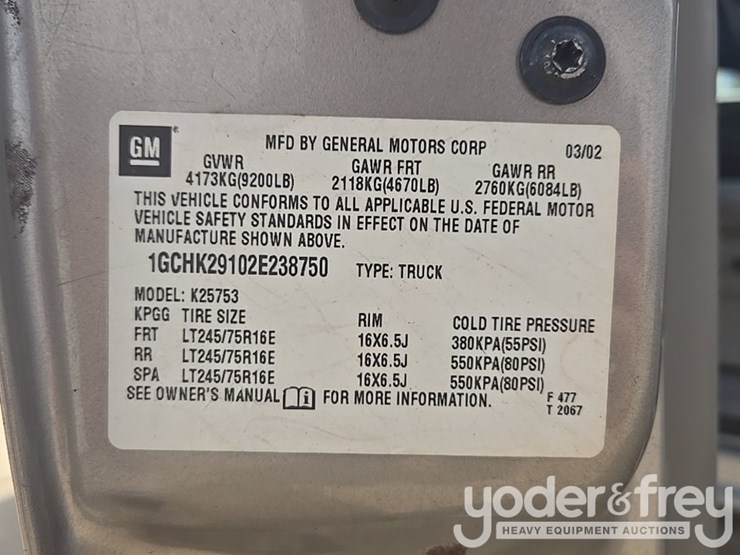 GM ®
MFD BY GENERAL MOTORS CORP 03/02
GVWR GAWR FRT GAWR RR
4173KG(9200LB) 2118KG(4670LB) 2760KG(6084LB)
THIS VEHICLE CONFORMS TO ALL APPLICABLE U.S. FEDERAL MOTOR
VEHICLE SAFETY STANDARDS IN EFFECT ON THE DATE OF
MANUFACTURE SHOWN ABOVE.
1GCHK29102E238750 TYPE: TRUCK
MODEL: K25753
KPGG TIRE SIZE RIM COLD TIRE PRESSURE
FRT LT245/75R16E 16X6.5J 380KPA(55PSI)
RR LT245/75R16E 16X6.5J 550KPA(80PSI)
SPA LT245/75R16E 16X6.5J 550KPA(80PSI)
SEE OWNER'S MANUAL i FOR MORE INFORMATION. F 477
T 2067
yoder&frey
HEAVY EQUIPMENT AUCTIONS